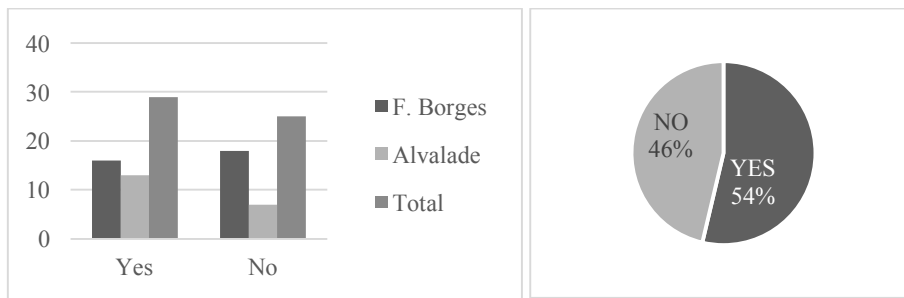 40
30
20
10
0
Yes
No
F. Borges
Alvalade
Total
NO
46%
YES
54%